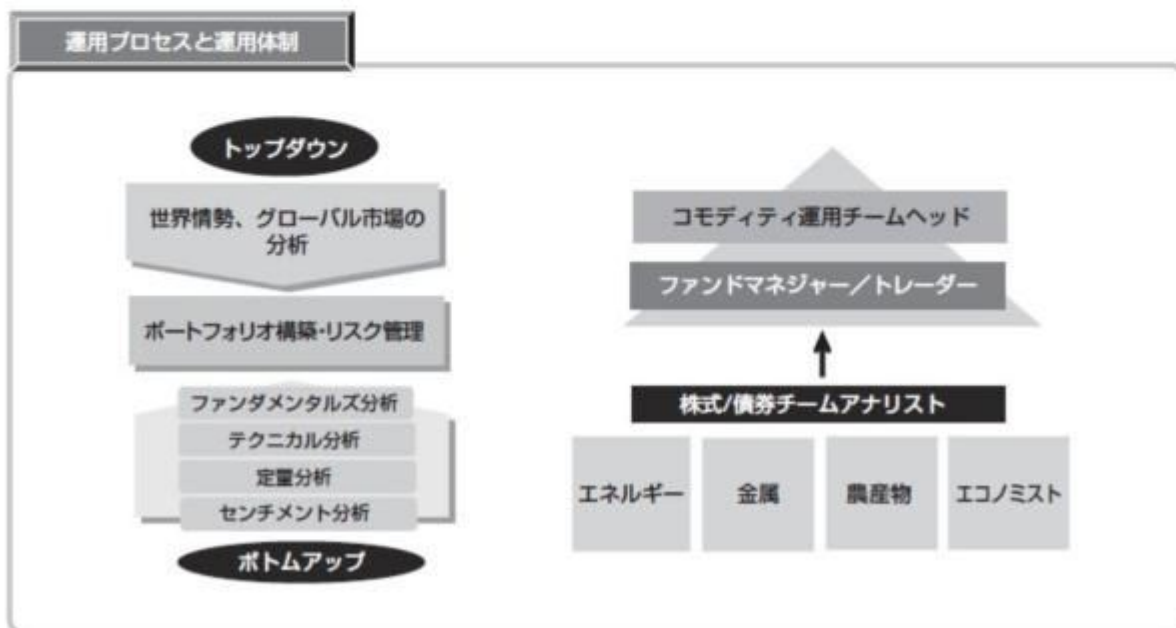 運用プロセスと運用体制
トップダウン
世界情勢、グローバル市場の
分析
ポートフォリオ構築・リスク管理
ファンダメンタルズ分析
テクニカル分析
定量分析
センチメント分析
ボトムアップ
コモディティ運用チームヘッド
ファンドマネジャー／トレーダー
株式/債券チームアナリスト
エネルギー
金属
農産物
エコノミスト